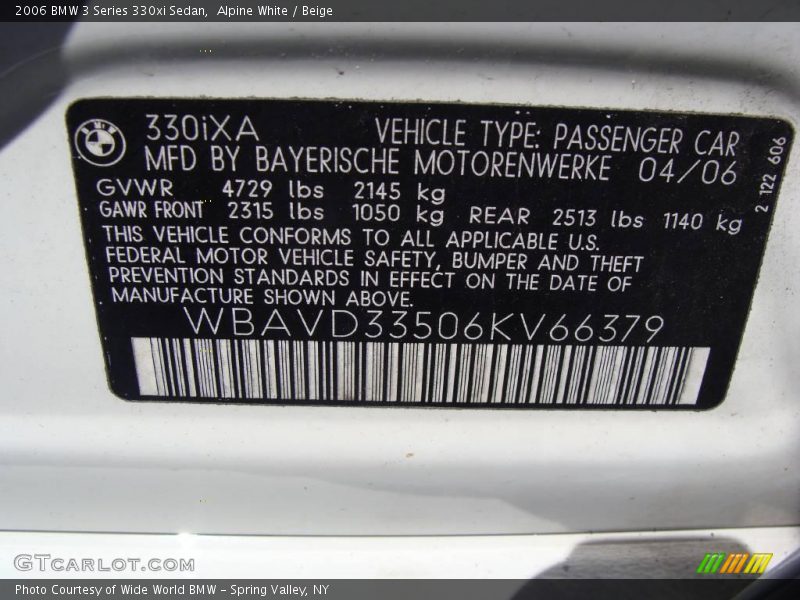 2006 BMW 3 Series 330xi Sedan,  Alpine White / Beige
BMW 330iXA VEHICLE TYPE: PASSENGER CAR
MFD BY BAYERISCHE MOTORENWERKE 04/06
GVWR 4729 lbs 2145 kg
GAWR FRONT 2315 lbs 1050 kg REAR 2513 lbs 1140 kg
THIS VEHICLE CONFORMS TO ALL APPLICABLE U.S.
FEDERAL MOTOR VEHICLE SAFETY, BUMPER AND THEFT
PREVENTION STANDARDS IN EFFECT ON THE DATE OF
MANUFACTURE SHOWN ABOVE.
WBAVD33506KV66379
2 122 606
GTCARLOT.COM
Photo Courtesy of Wide World BMW – Spring Valley, NY